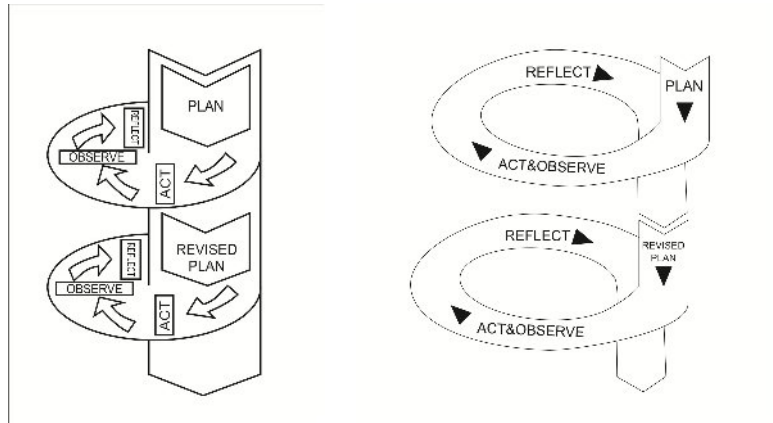 PLAN
REFLECT
OBSERVE
ACT
REVISED
PLAN
REFLECT
OBSERVE
ACT
REFLECT
PLAN
ACT&OBSERVE
REFLECT
REVISED
PLAN
ACT&OBSERVE